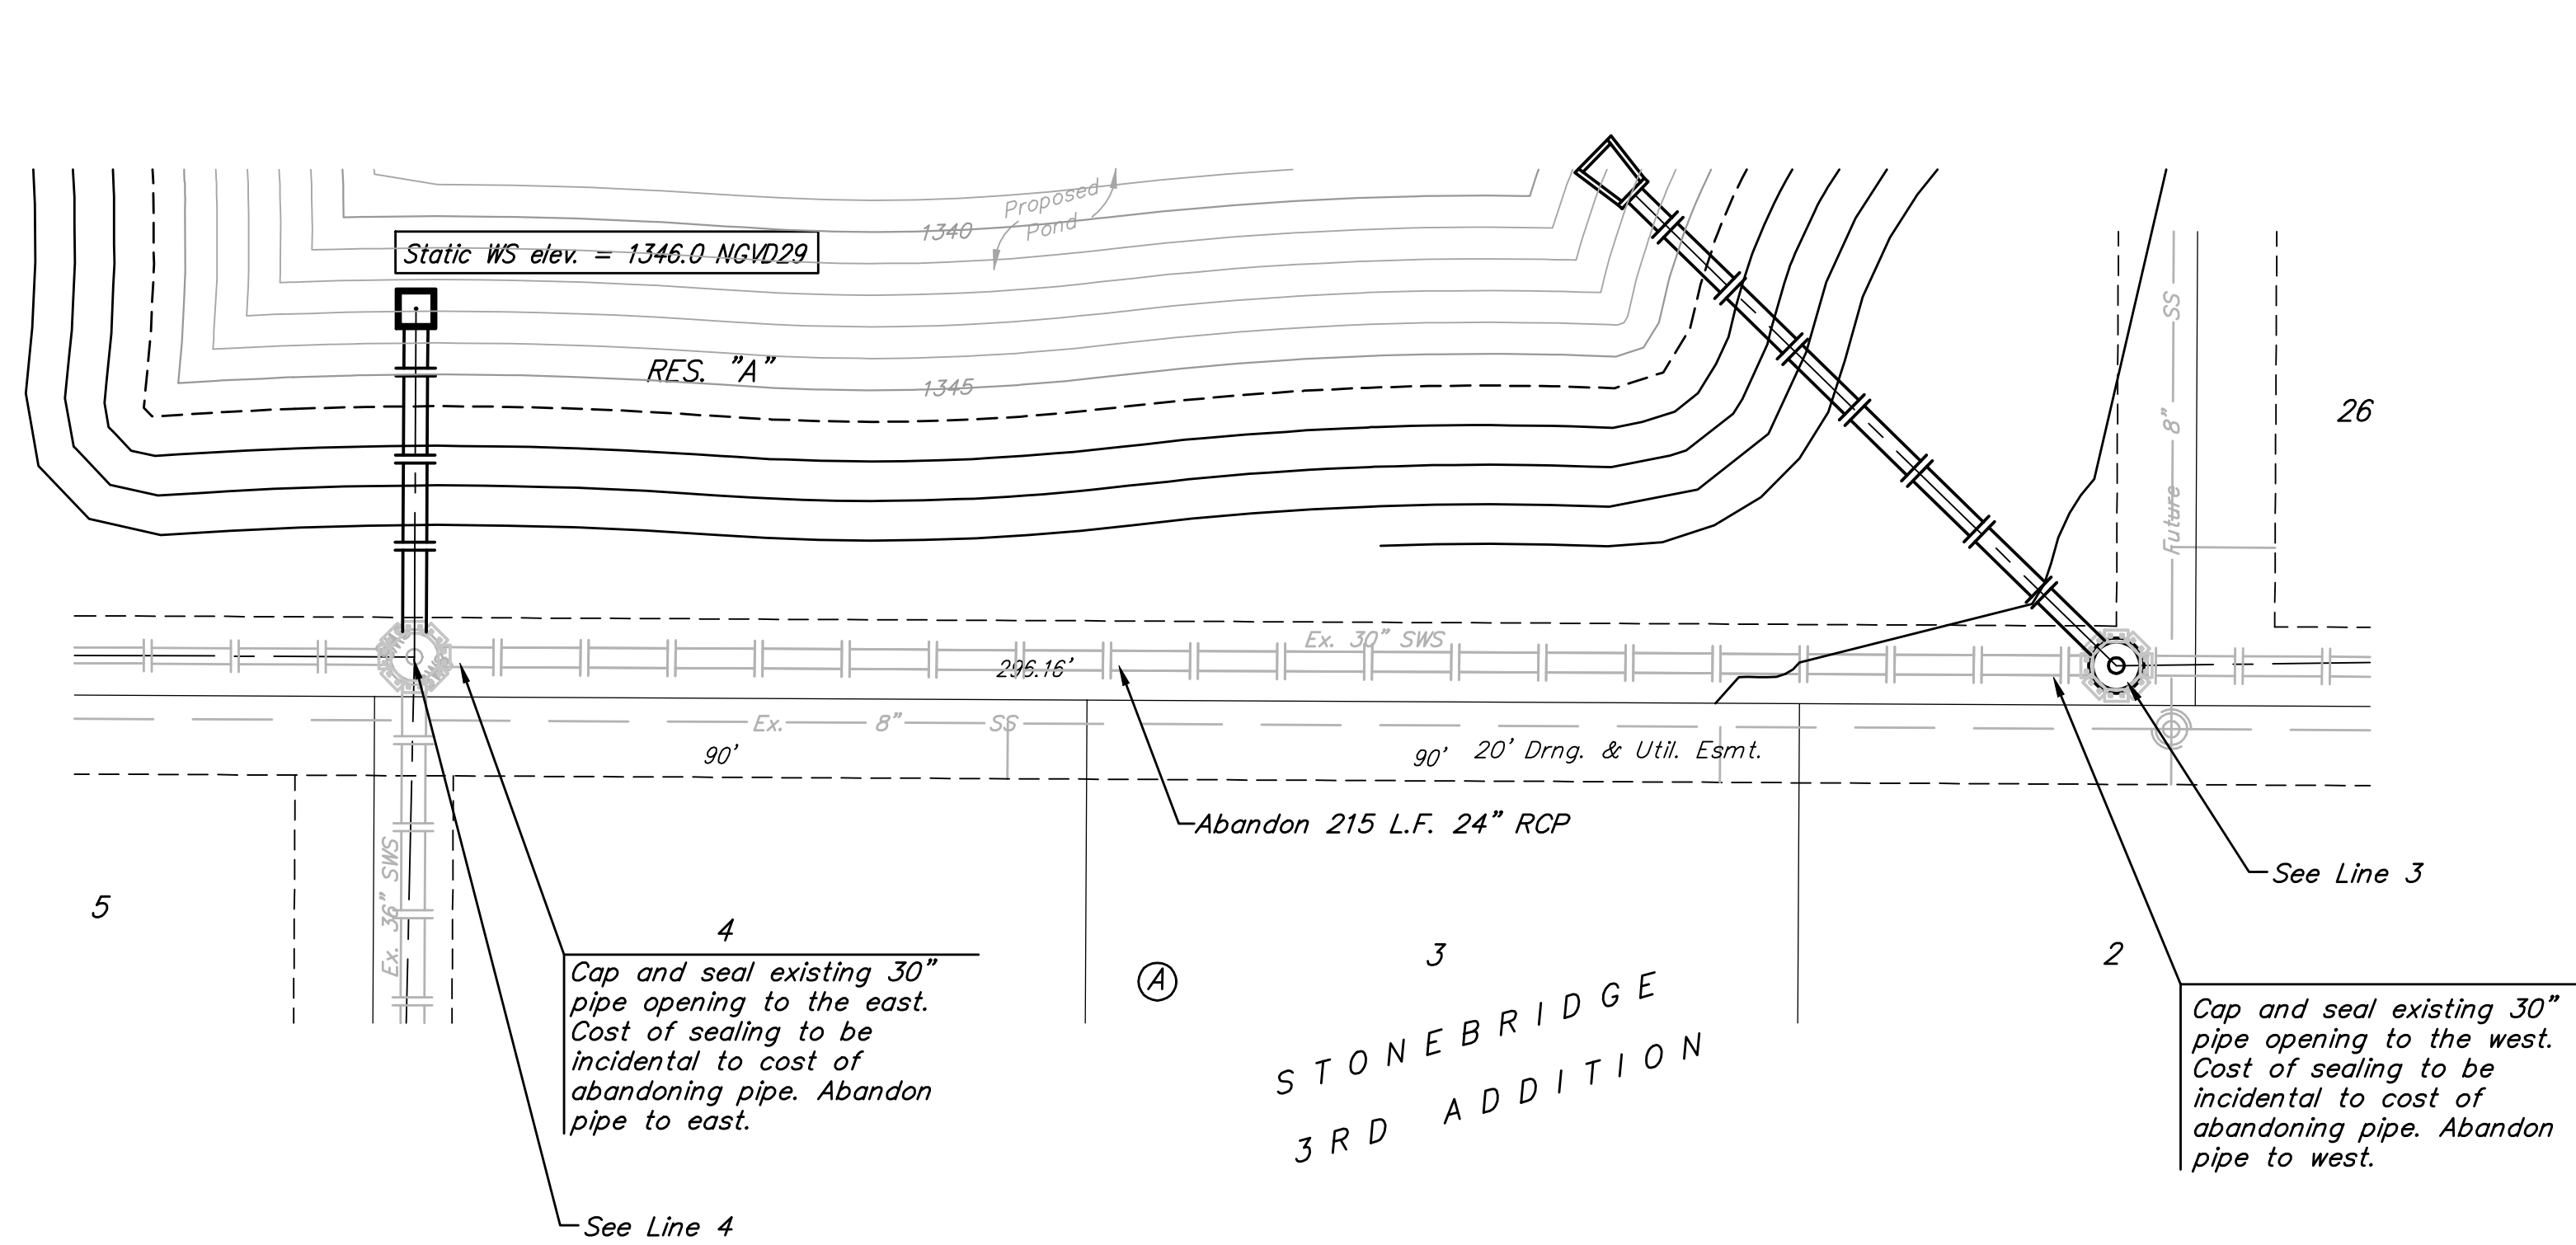 Proposed
Pond
1340
Static WS elev. = 1346.0 NGVD29
RES. "A"
1345
Future 8" SS
26
Ex. 30" SWS
296.16'
Ex. 8" SS
90'
90'
20' Drng. & Util. Esmt.
Abandon 215 L.F. 24" RCP
See Line 3
Ex. 36" SWS
5
4
3
2
A
Cap and seal existing 30"
pipe opening to the east.
Cost of sealing to be
incidental to cost of
abandoning pipe. Abandon
pipe to east.
STONEBRIDGE
3RD ADDITION
Cap and seal existing 30"
pipe opening to the west.
Cost of sealing to be
incidental to cost of
abandoning pipe. Abandon
pipe to west.
See Line 4